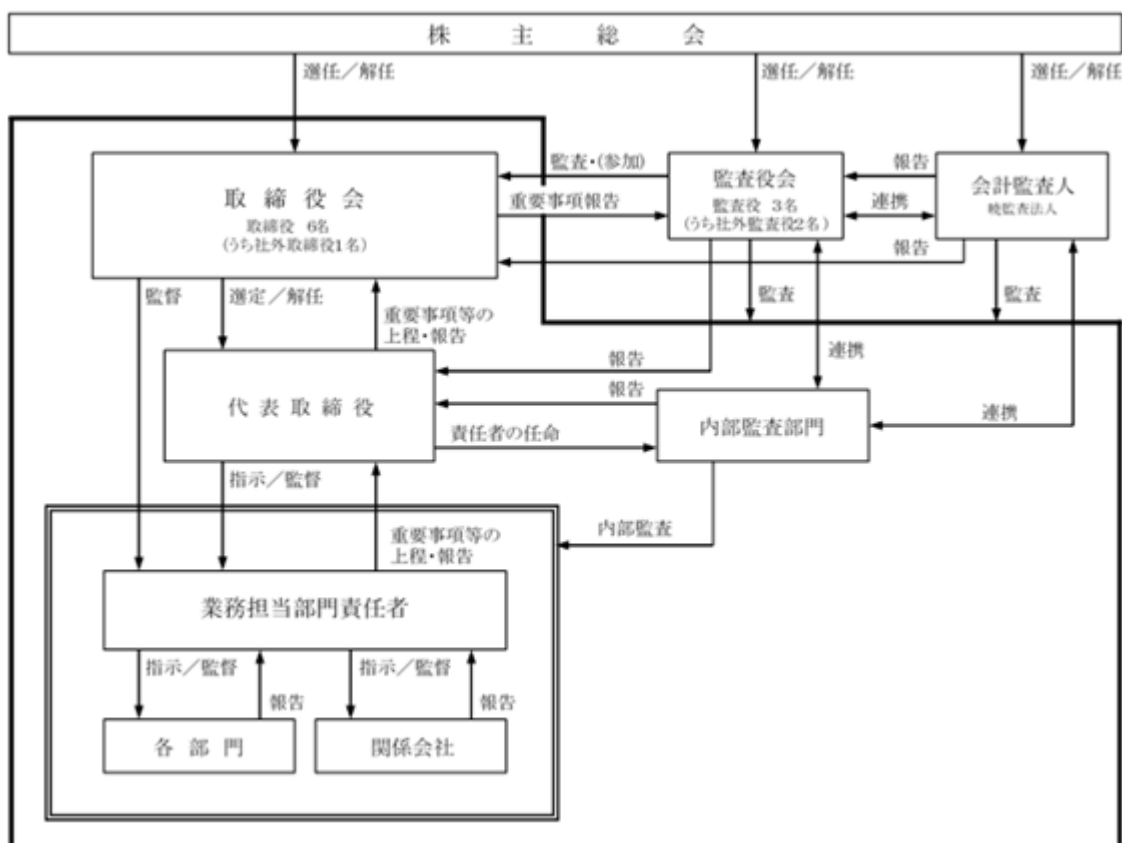 株主総会
選任／解任
選任／解任
選任／解任
取締役会
取締役 6名
(うち社外取締役1名)
監査・(参加)
重要事項報告
監査役会
監査役 3名
(うち社外監査役2名)
報告
連携
会計監査人
暁監査法人
報告
監督
選定／解任
重要事項等の
上程・報告
監査
監査
代表取締役
報告
報告
責任者の任命
連携
内部監査部門
連携
指示／監督
重要事項等の
上程・報告
内部監査
業務担当部門責任者
指示／監督
報告
指示／監督
報告
各部門
関係会社